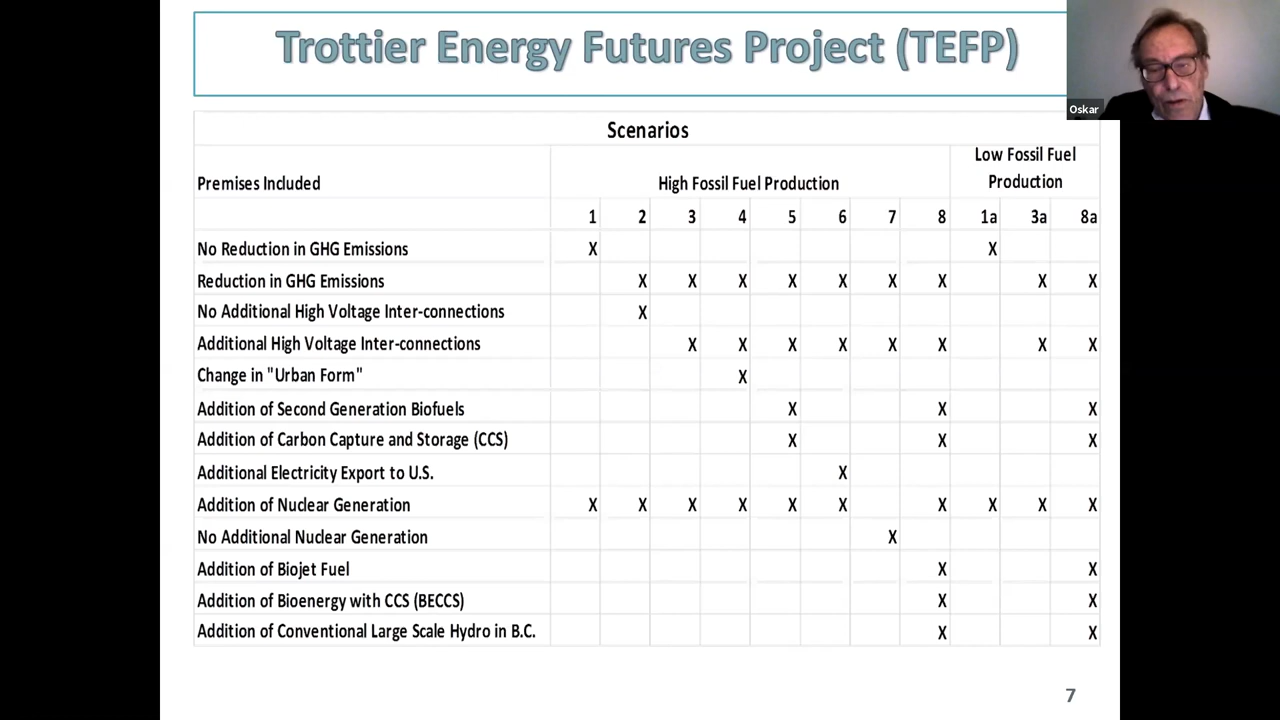 Trottier Energy Futures Project (TEFP)
Oskar
Scenarios
Premises Included High Fossil Fuel Production Low Fossil Fuel Production
1 2 3 4 5 6 7 8 1a 3a 8a
No Reduction in GHG Emissions X X
Reduction in GHG Emissions X X X X X X X X X
No Additional High Voltage Inter-connections X
Additional High Voltage Inter-connections X X X X X X X X
Change in "Urban Form" X
Addition of Second Generation Biofuels X X X
Addition of Carbon Capture and Storage (CCS) X X X
Additional Electricity Export to U.S. X
Addition of Nuclear Generation X X X X X X X X X X
No Additional Nuclear Generation X
Addition of Biojet Fuel X X
Addition of Bioenergy with CCS (BECCS) X X
Addition of Conventional Large Scale Hydro in B.C. X X
7